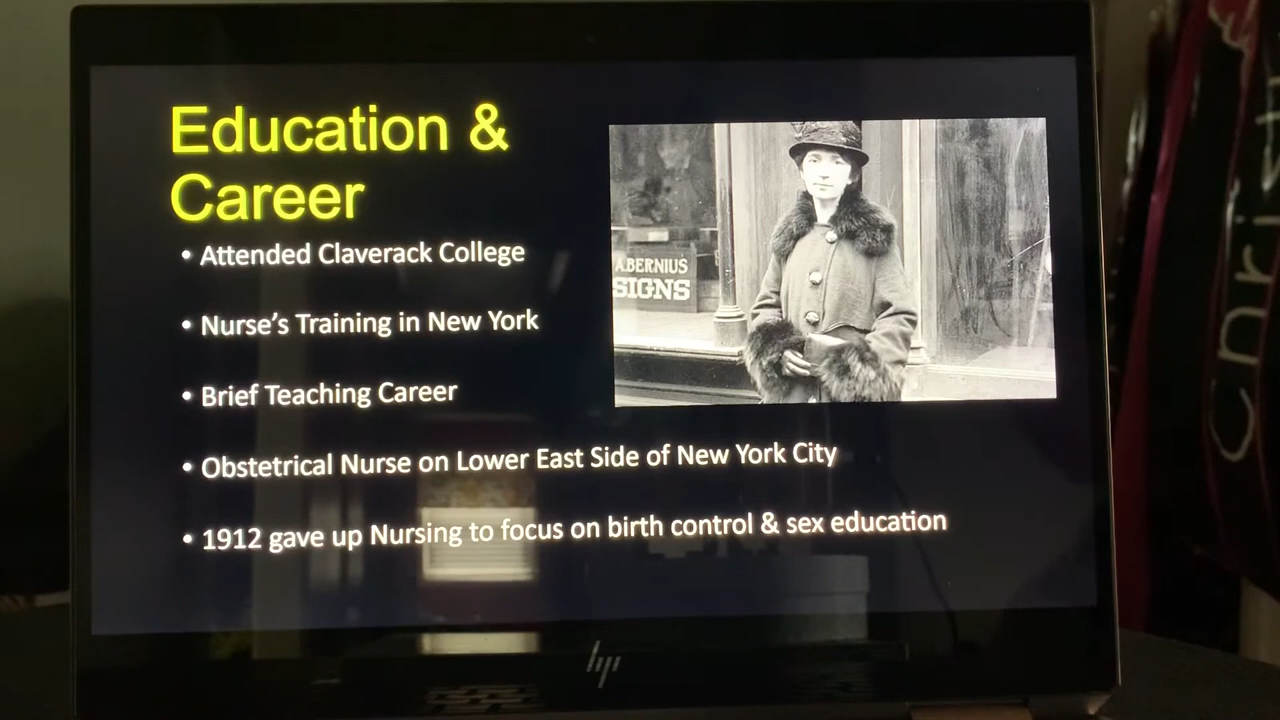 Education &
Career
• Attended Claverack College
• Nurse's Training in New York
• Brief Teaching Career
• Obstetrical Nurse on Lower East Side of New York City
• 1912 gave up Nursing to focus on birth control & sex education
A.BERNIUS
SIGNS
hp